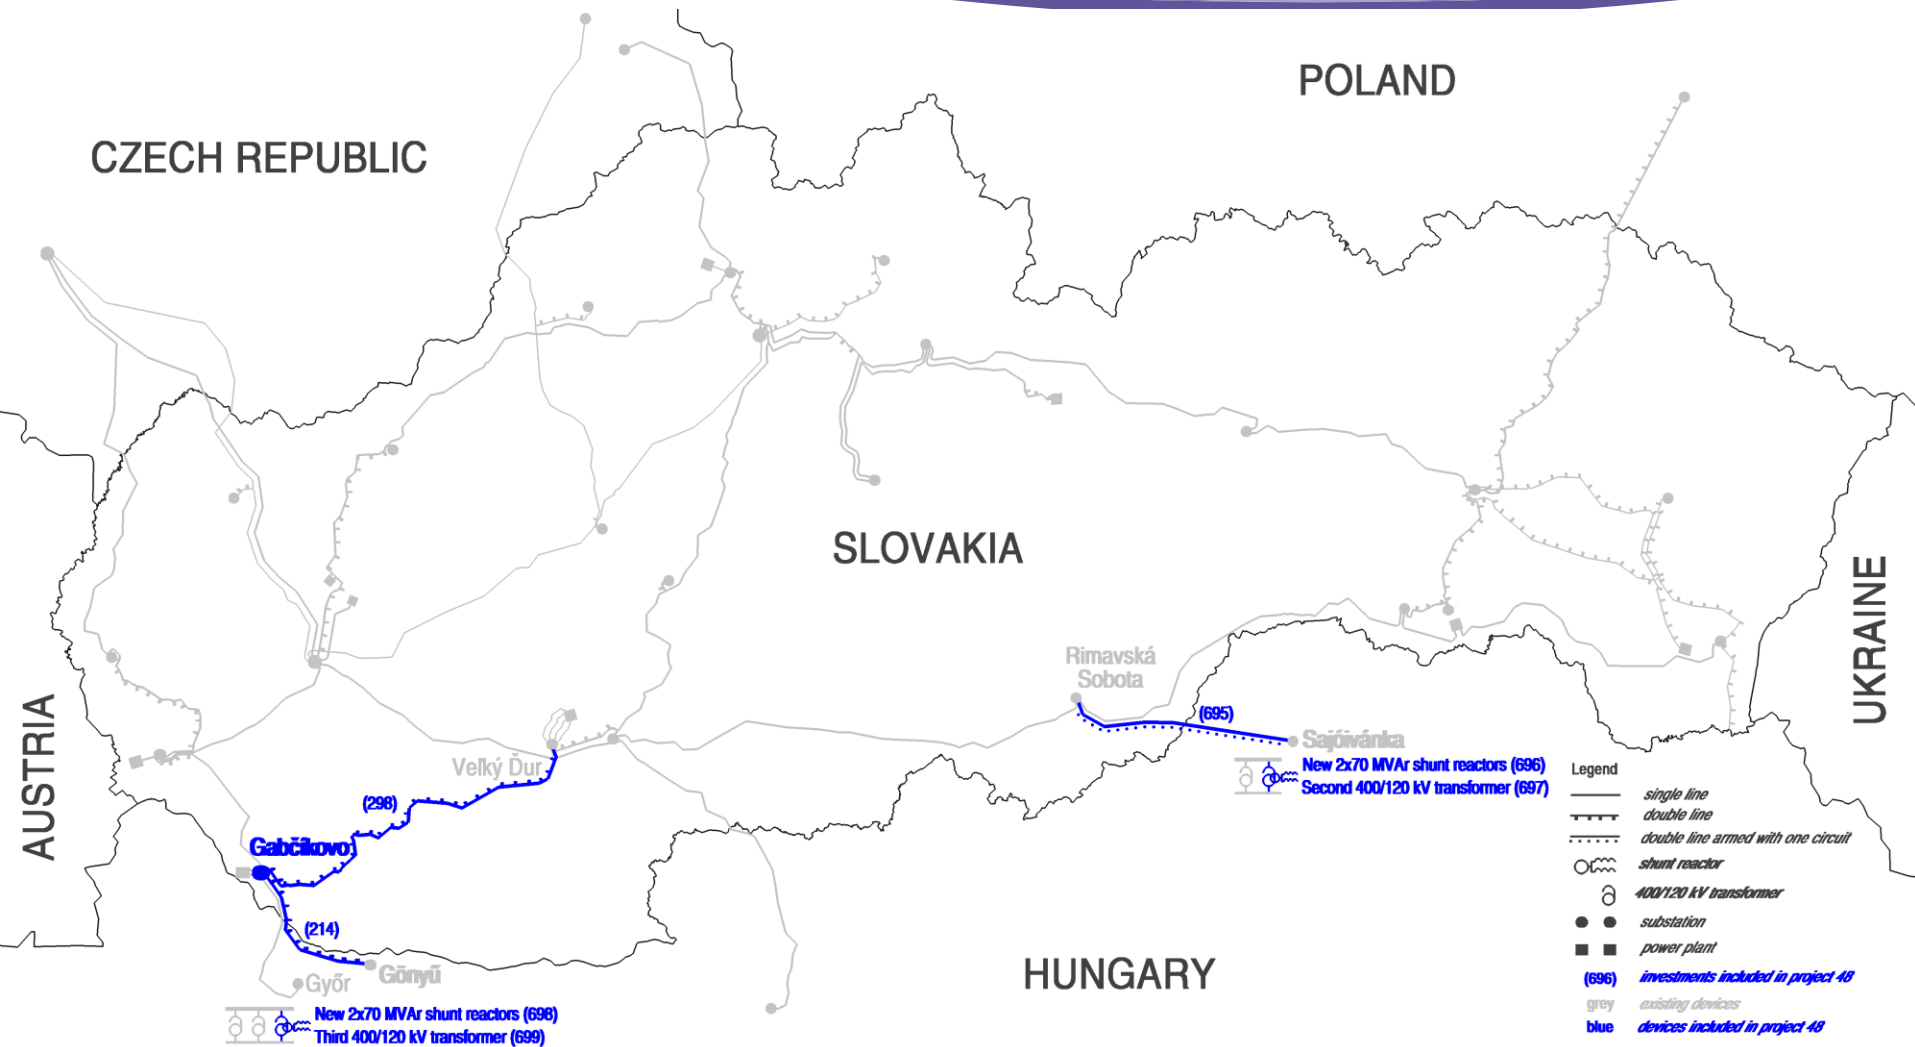 POLAND
CZECH REPUBLIC
SLOVAKIA
UKRAINE
AUSTRIA
HUNGARY
Rimavská
Sobota
(695)
Sajóivánka
New 2x70 MVAr shunt reactors (696)
Second 400/120 kV transformer (697)
Veľký Ďur
(298)
Gabčíkovo
(214)
Gönyű
Győr
New 2x70 MVAr shunt reactors (698)
Third 400/120 kV transformer (699)
Legend
single line
double line
double line armed with one circuit
shunt reactor
400/120 kV transformer
substation
power plant
(696) investments included in project 48
grey existing devices
blue devices included in project 48